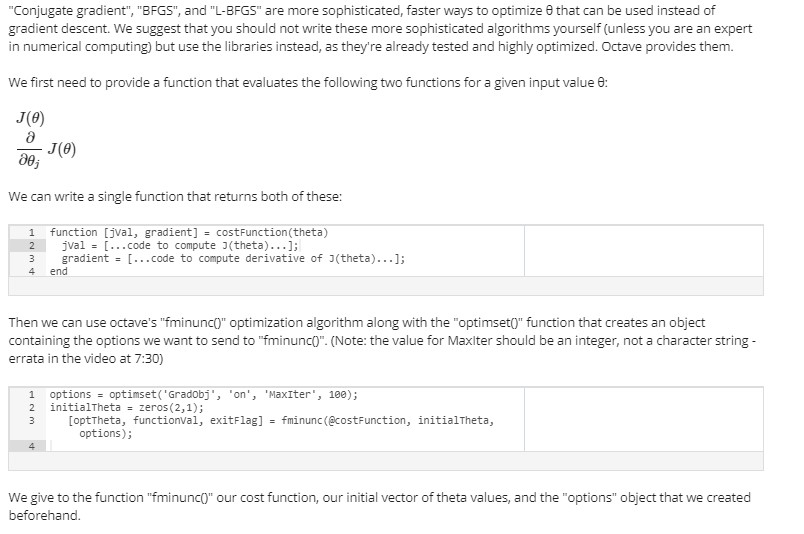 "Conjugate gradient", "BFGS", and "L-BFGS" are more sophisticated, faster ways to optimize θ that can be used instead of
gradient descent. We suggest that you should not write these more sophisticated algorithms yourself (unless you are an expert
in numerical computing) but use the libraries instead, as they're already tested and highly optimized. Octave provides them.
We first need to provide a function that evaluates the following two functions for a given input value θ:
J(θ)
∂
── J(θ)
∂θⱼ
We can write a single function that returns both of these:
1 function [jVal, gradient] = costFunction(theta)
2   jVal = [...code to compute J(theta)...];
3   gradient = [...code to compute derivative of J(theta)...];
4 end
Then we can use octave's "fminunc()" optimization algorithm along with the "optimset()" function that creates an object
containing the options we want to send to "fminunc()". (Note: the value for MaxIter should be an integer, not a character string -
errata in the video at 7:30)
1 options = optimset('GradObj', 'on', 'MaxIter', 100);
2 initialTheta = zeros(2,1);
3    [optTheta, functionVal, exitFlag] = fminunc(@costFunction, initialTheta,
     options);
4
We give to the function "fminunc()" our cost function, our initial vector of theta values, and the "options" object that we created
beforehand.